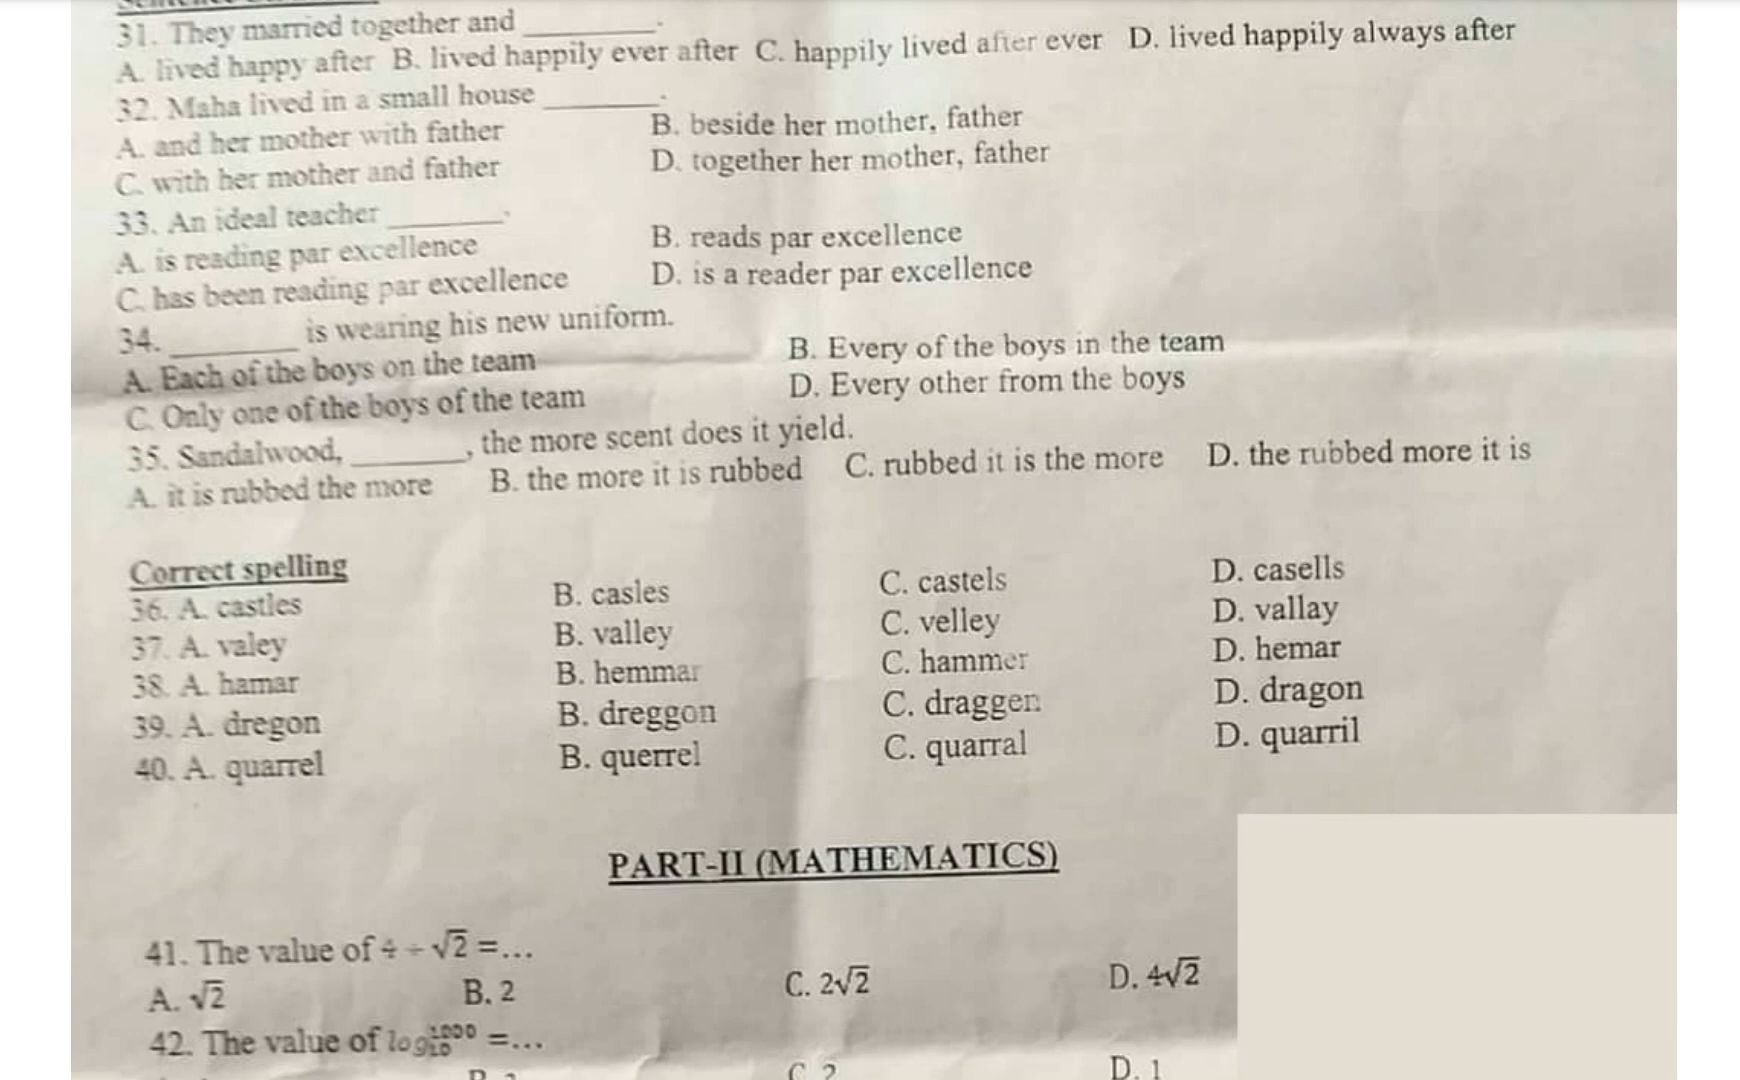 31. They married together and ________.
A. lived happy after B. lived happily ever after C. happily lived after ever D. lived happily always after
32. Maha lived in a small house ________.
A. and her mother with father B. beside her mother, father
C. with her mother and father D. together her mother, father
33. An ideal teacher ________.
A. is reading par excellence B. reads par excellence
C. has been reading par excellence D. is a reader par excellence
34. ________ is wearing his new uniform.
A. Each of the boys on the team B. Every of the boys in the team
C. Only one of the boys of the team D. Every other from the boys
35. Sandalwood, ________, the more scent does it yield.
A. it is rubbed the more B. the more it is rubbed C. rubbed it is the more D. the rubbed more it is
Correct spelling
36. A. castles B. casles C. castels D. casells
37. A. valey B. valley C. velley D. vallay
38. A. hamar B. hemmar C. hammer D. hemar
39. A. dregon B. dreggon C. draggen D. dragon
40. A. quarrel B. querrel C. quarral D. quarril
PART-II (MATHEMATICS)
41. The value of 4 ÷ √2 =...
A. √2 B. 2 C. 2√2 D. 4√2
42. The value of log₁₀¹⁰⁰⁰ =...
C. 2 D. 1